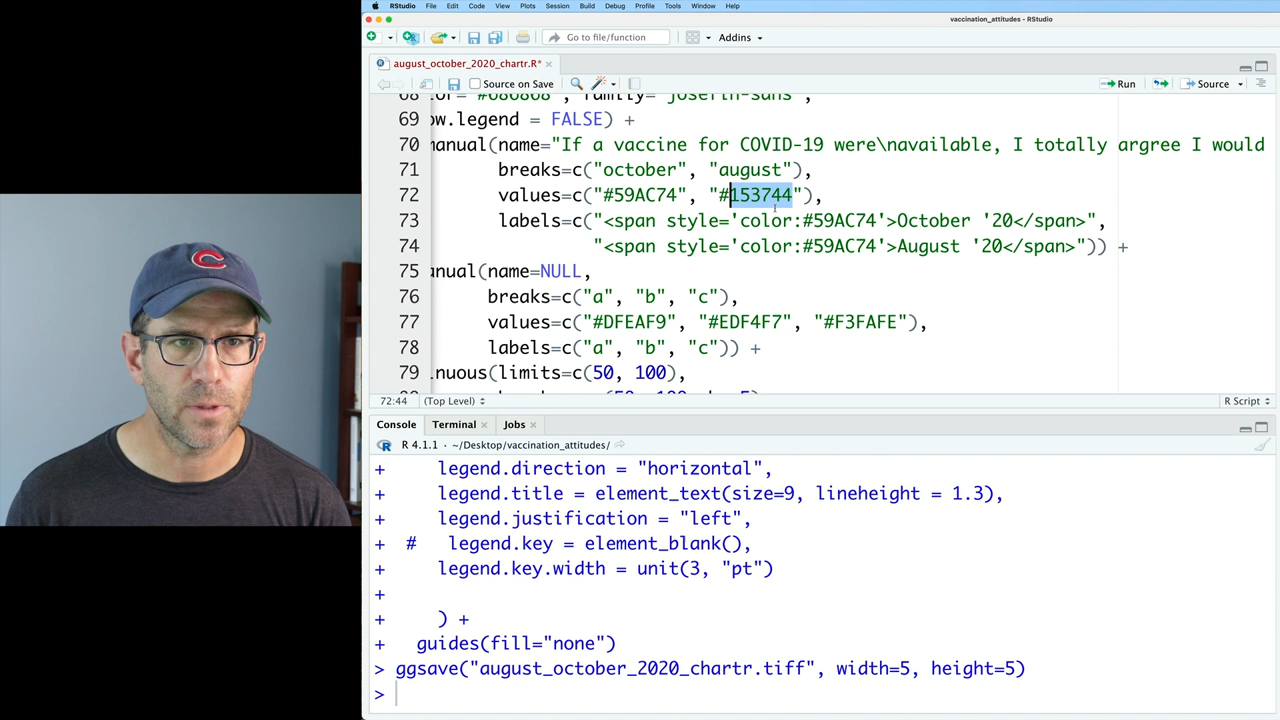 RStudio File Edit Code View Plots Session Build Debug Profile Tools Window Help
vaccination_attitudes - RStudio
Go to file/function
Addins
august_october_2020_chartr.R*
Source on Save
Run
Source
69 ow.legend = FALSE) +
70 manual(name="If a vaccine for COVID-19 were\navailable, I totally argree I would
71 breaks=c("october", "august"),
72 values=c("#59AC74", "#153744"),
73 labels=c("<span style='color:#59AC74'>October '20</span>",
74 "<span style='color:#59AC74'>August '20</span>")) +
75 anual(name=NULL,
76 breaks=c("a", "b", "c"),
77 values=c("#DFEAF9", "#EDF4F7", "#F3FAFE"),
78 labels=c("a", "b", "c")) +
79 inuous(limits=c(50, 100),
72:44 (Top Level) R Script
Console Terminal Jobs
R 4.1.1 · ~/Desktop/vaccination_attitudes/
+ legend.direction = "horizontal",
+ legend.title = element_text(size=9, lineheight = 1.3),
+ legend.justification = "left",
+ # legend.key = element_blank(),
+ legend.key.width = unit(3, "pt")
+
+ ) +
+ guides(fill="none")
> ggsave("august_october_2020_chartr.tiff", width=5, height=5)
>